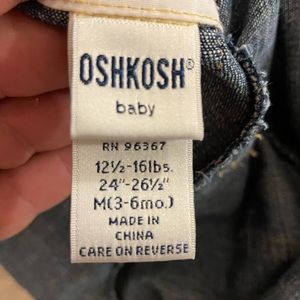 OSHKOSH®
baby
RN 96367
12½-16lbs.
24"-26½"
M(3-6mo.)
MADE IN
CHINA
CARE ON REVERSE